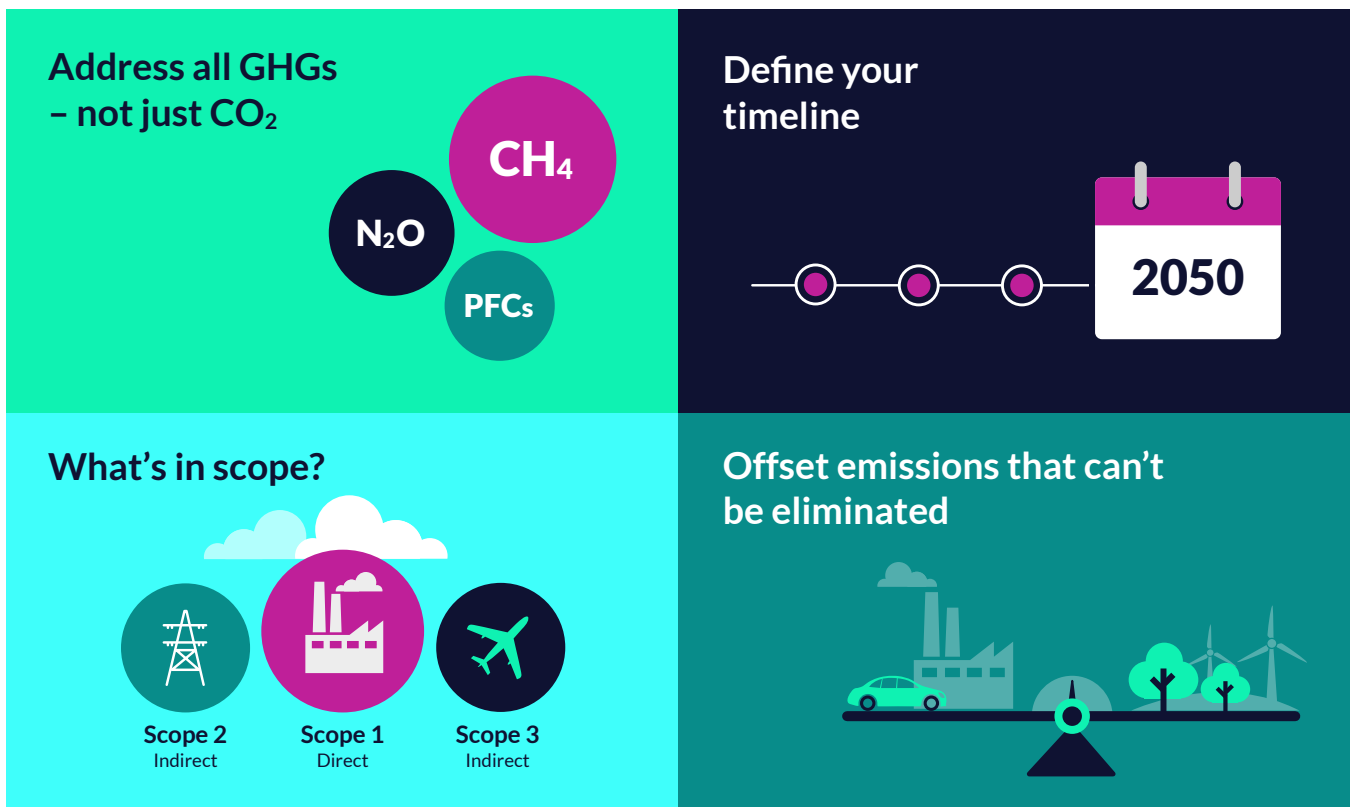 Address all GHGs
– not just CO₂
CH₄
N₂O
PFCs
Define your
timeline
2050
What’s in scope?
Scope 2
Indirect
Scope 1
Direct
Scope 3
Indirect
Offset emissions that can’t
be eliminated